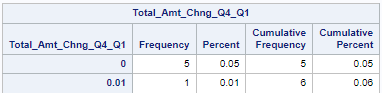 Total_Amt_Chng_Q4_Q1
Total_Amt_Chng_Q4_Q1 Frequency Percent Cumulative Frequency Cumulative Percent
0 5 0.05 5 0.05
0.01 1 0.01 6 0.06